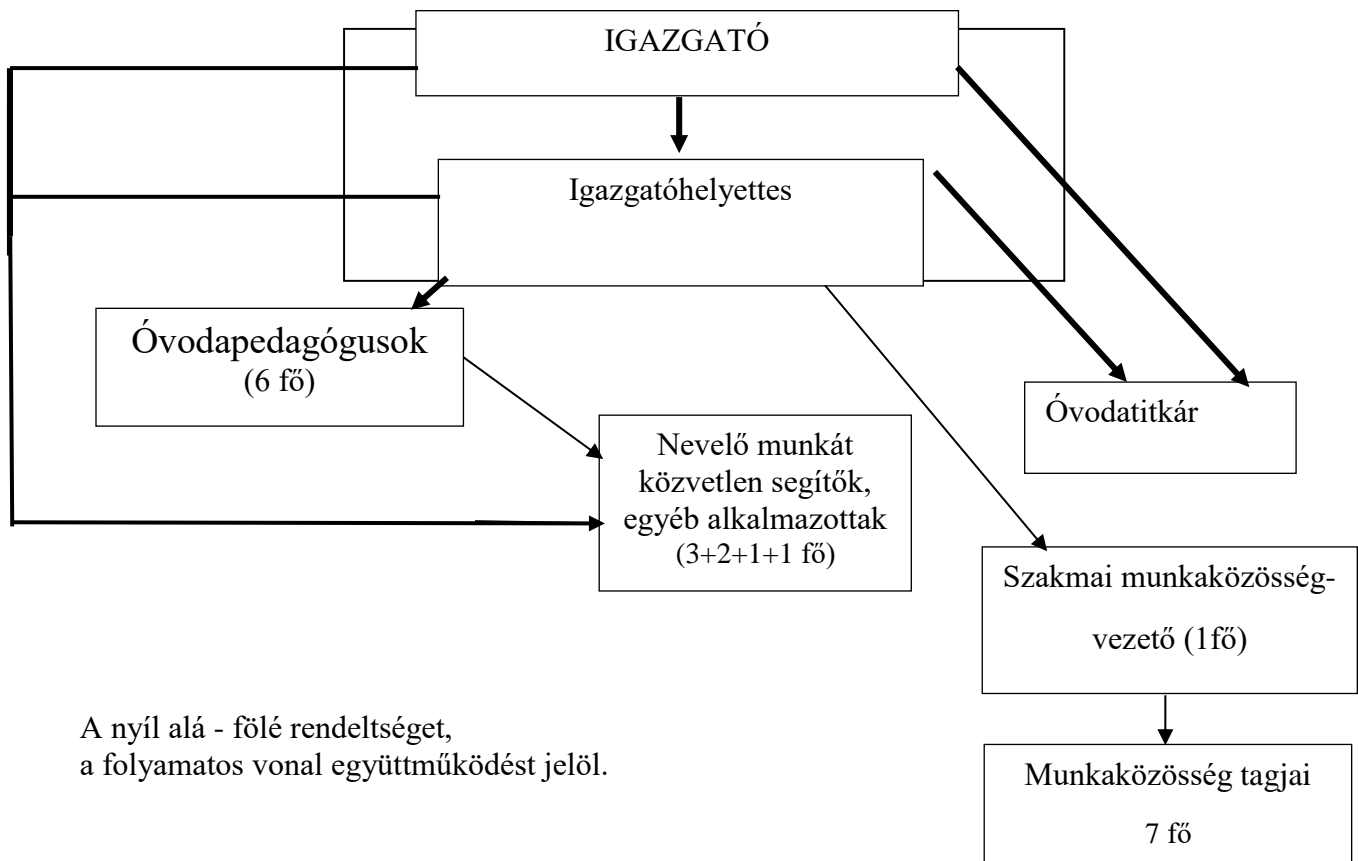 IGAZGATÓ
Igazgatóhelyettes
Óvodapedagógusok
(6 fő)
Óvodatitkár
Nevelő munkát
közvetlen segítők,
egyéb alkalmazottak
(3+2+1+1 fő)
Szakmai munkaközösség-
vezető (1fő)
A nyíl alá - fölé rendeltséget,
a folyamatos vonal együttműködést jelöl.
Munkaközösség tagjai
7 fő